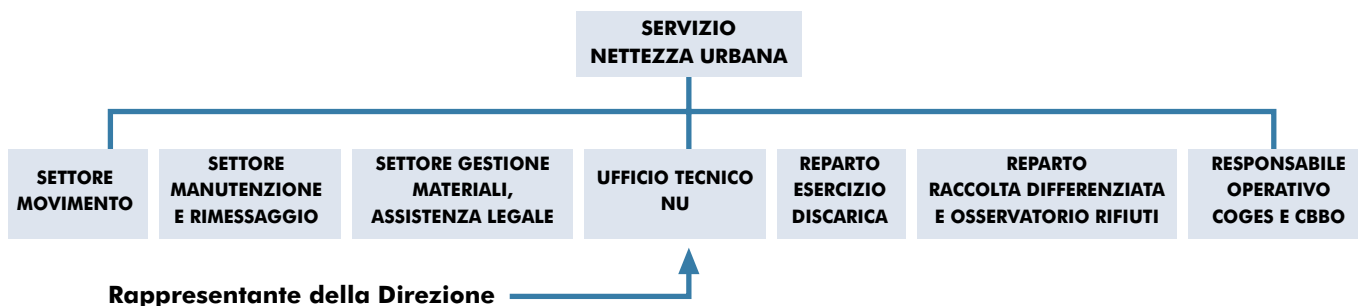 SERVIZIO
NETTEZZA URBANA
SETTORE
MOVIMENTO
SETTORE
MANUTENZIONE
E RIMESSAGGIO
SETTORE GESTIONE
MATERIALI,
ASSISTENZA LEGALE
UFFICIO TECNICO
NU
REPARTO
ESERCIZIO
DISCARICA
REPARTO
RACCOLTA DIFFERENZIATA
E OSSERVATORIO RIFIUTI
RESPONSABILE
OPERATIVO
COGES E CBBO
Rappresentante della Direzione